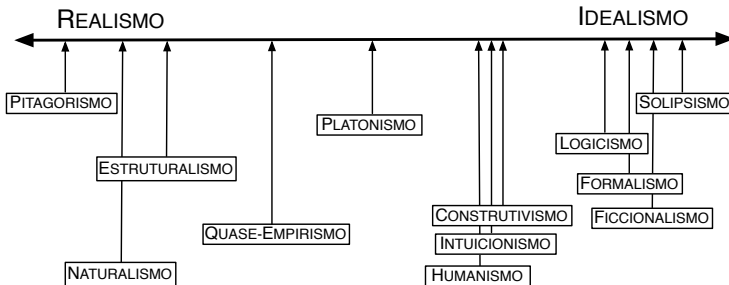 REALISMO
IDEALISMO
PITAGORISMO
SOLIPSISMO
PLATONISMO
LOGICISMO
ESTRUTURALISMO
FORMALISMO
CONSTRUTIVISMO
FICCIONALISMO
QUASE-EMPIRISMO
INTUICIONISMO
NATURALISMO
HUMANISMO